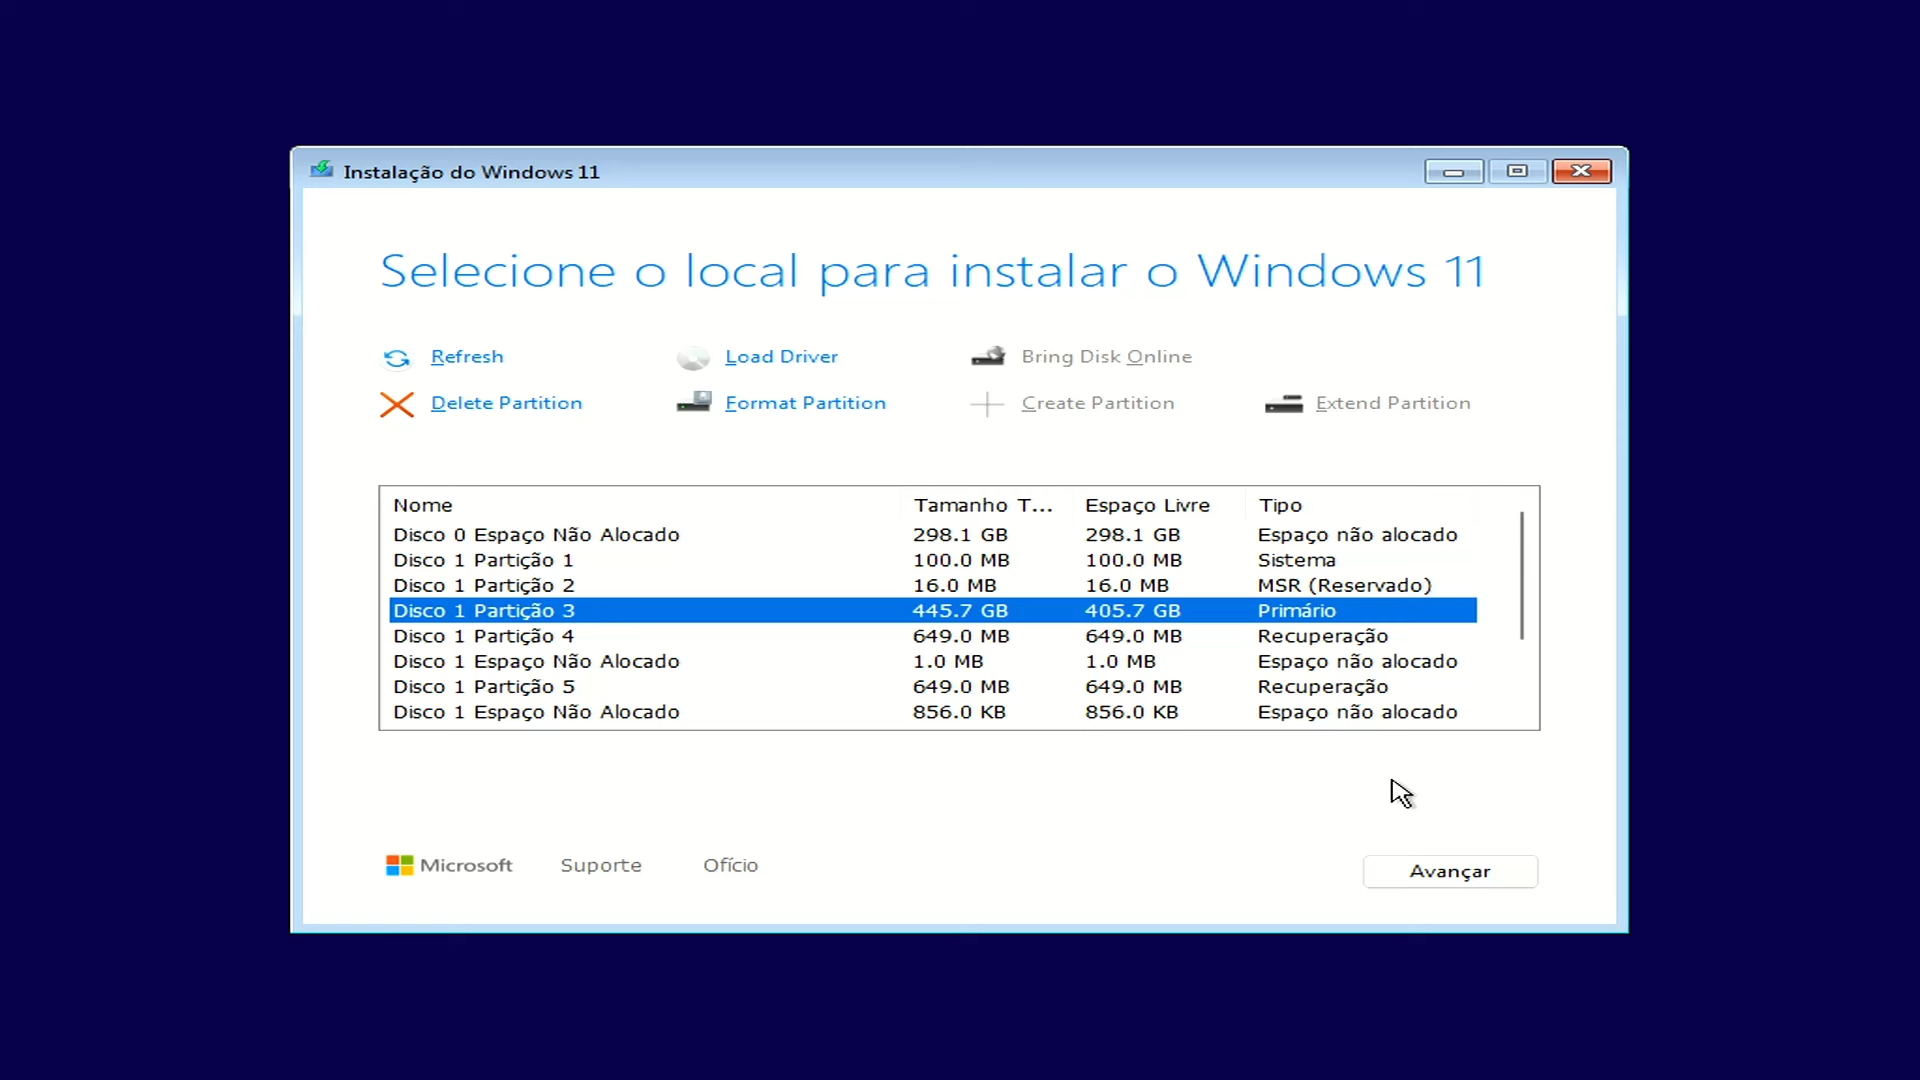 Instalação do Windows 11
Selecione o local para instalar o Windows 11
Refresh Load Driver Bring Disk Online
Delete Partition Format Partition Create Partition Extend Partition
Nome Tamanho T... Espaço Livre Tipo
Disco 0 Espaço Não Alocado 298.1 GB 298.1 GB Espaço não alocado
Disco 1 Partição 1 100.0 MB 100.0 MB Sistema
Disco 1 Partição 2 16.0 MB 16.0 MB MSR (Reservado)
Disco 1 Partição 3 445.7 GB 405.7 GB Primário
Disco 1 Partição 4 649.0 MB 649.0 MB Recuperação
Disco 1 Espaço Não Alocado 1.0 MB 1.0 MB Espaço não alocado
Disco 1 Partição 5 649.0 MB 649.0 MB Recuperação
Disco 1 Espaço Não Alocado 856.0 KB 856.0 KB Espaço não alocado
Microsoft Suporte Ofício Avançar